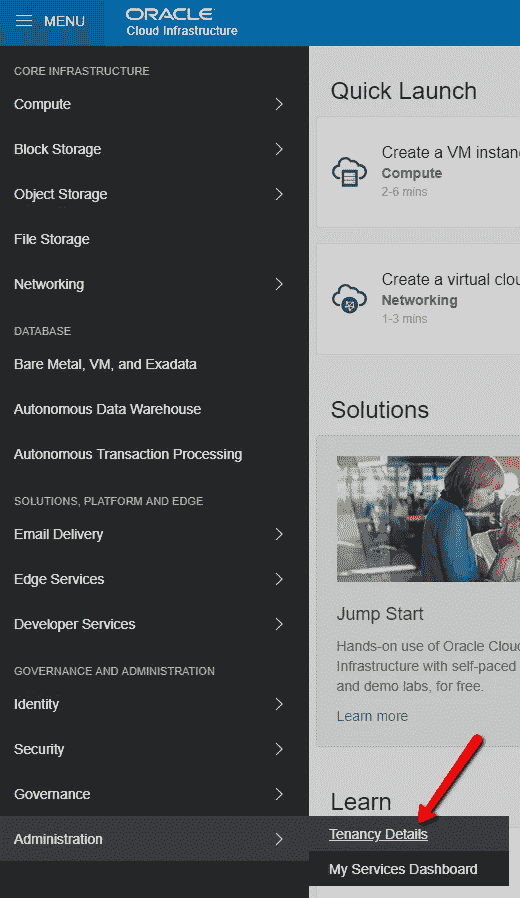 MENU
ORACLE
Cloud Infrastructure
CORE INFRASTRUCTURE
Compute
Block Storage
Object Storage
File Storage
Networking
DATABASE
Bare Metal, VM, and Exadata
Autonomous Data Warehouse
Autonomous Transaction Processing
SOLUTIONS, PLATFORM AND EDGE
Email Delivery
Edge Services
Developer Services
GOVERNANCE AND ADMINISTRATION
Identity
Security
Governance
Administration
Quick Launch
Create a VM instanc
Compute
2-6 mins
Create a virtual clou
Networking
1-3 mins
Solutions
Jump Start
Hands-on use of Oracle Cloud
Infrastructure with self-paced
and demo labs, for free.
Learn more
Learn
Tenancy Details
My Services Dashboard